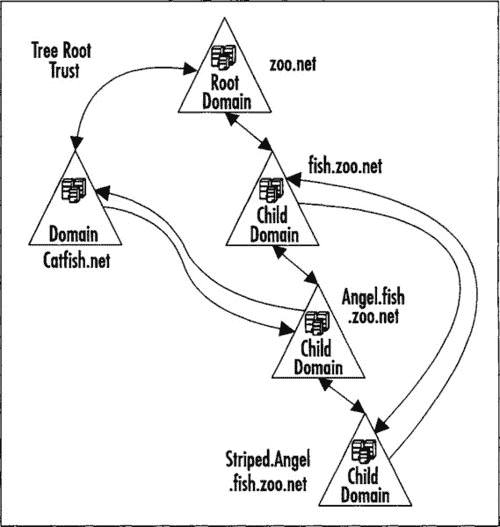 Tree Root
Trust
zoo.net
Root
Domain
fish.zoo.net
Child
Domain
Domain
Catfish.net
Angel.fish
.zoo.net
Child
Domain
Striped.Angel
.fish.zoo.net
Child
Domain